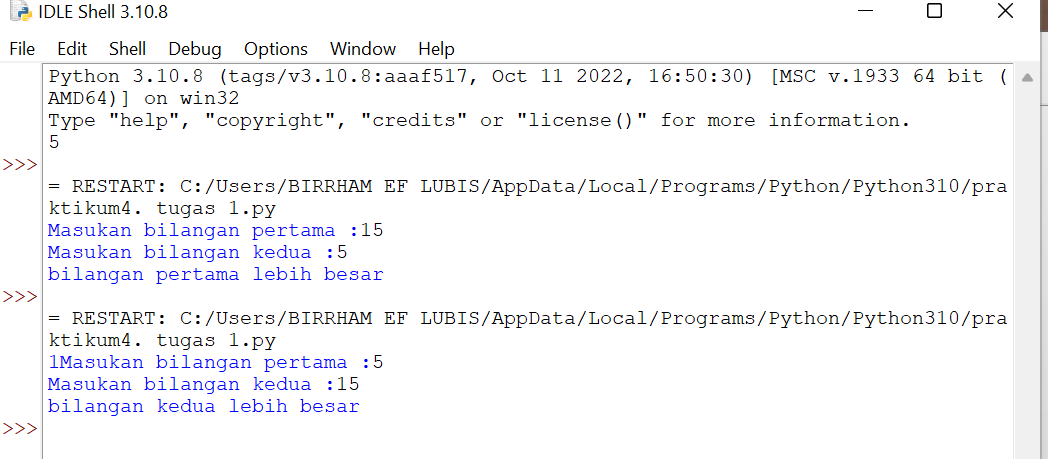 IDLE Shell 3.10.8
File Edit Shell Debug Options Window Help
Python 3.10.8 (tags/v3.10.8:aaaf517, Oct 11 2022, 16:50:30) [MSC v.1933 64 bit (
AMD64)] on win32
Type "help", "copyright", "credits" or "license()" for more information.
5
>>>
= RESTART: C:/Users/BIRRHAM EF LUBIS/AppData/Local/Programs/Python/Python310/pra
ktikum4. tugas 1.py
Masukan bilangan pertama :15
Masukan bilangan kedua :5
bilangan pertama lebih besar
>>>
= RESTART: C:/Users/BIRRHAM EF LUBIS/AppData/Local/Programs/Python/Python310/pra
ktikum4. tugas 1.py
1Masukan bilangan pertama :5
Masukan bilangan kedua :15
bilangan kedua lebih besar
>>>